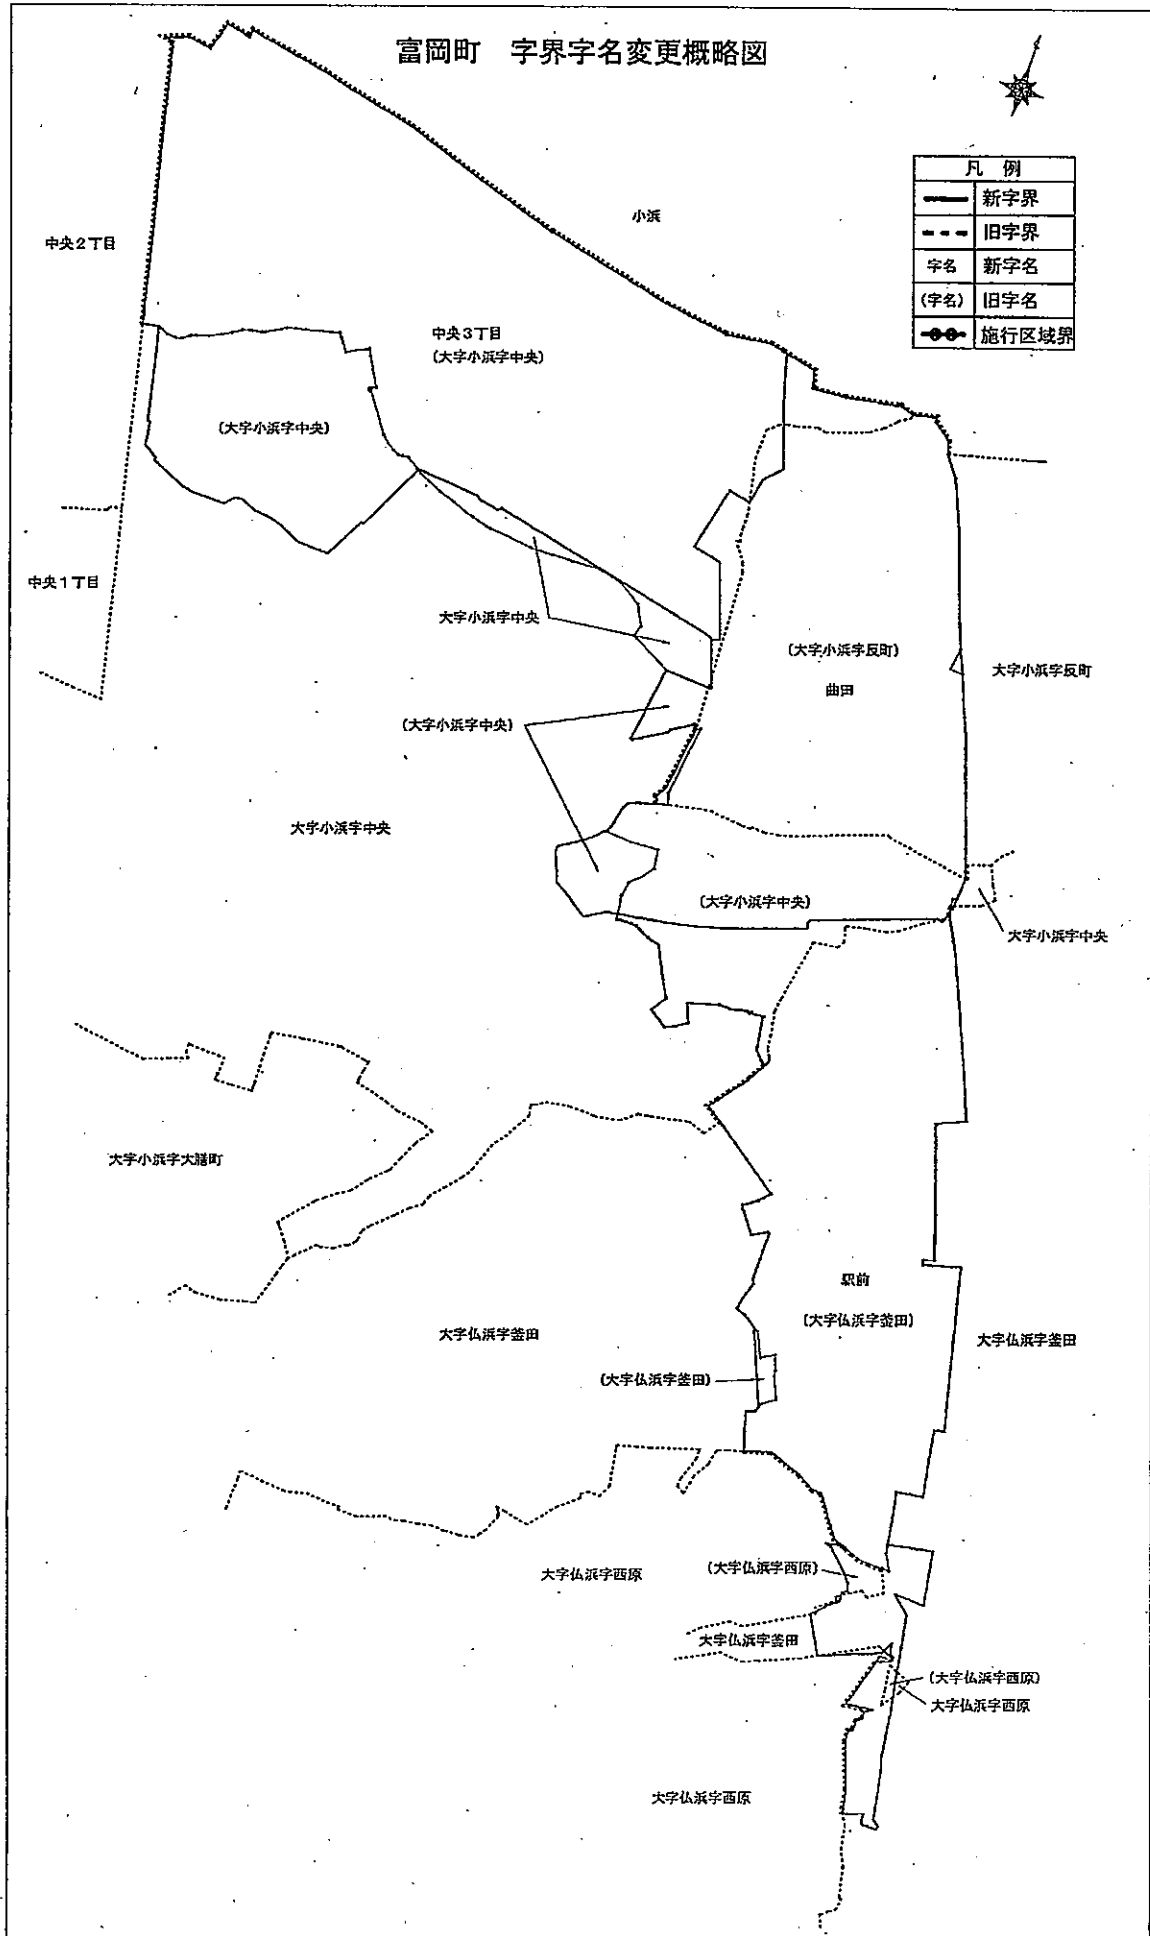 富岡町 字界字名変更概略図
凡例
新字界
旧字界
字名 新字名
(字名) 旧字名
施行区域界
小浜
中央2丁目
中央3丁目
(大字小浜字中央)
(大字小浜字中央)
中央1丁目
大字小浜字中央
(大字小浜字反町)
曲田
大字小浜字反町
(大字小浜字中央)
大字小浜字中央
(大字小浜字中央)
大字小浜字中央
大字小浜字大膳町
駅前
(大字仏浜字釜田)
大字仏浜字釜田
大字仏浜字釜田
(大字仏浜字釜田)
大字仏浜字西原
(大字仏浜字西原)
大字仏浜字釜田
(大字仏浜字西原)
大字仏浜字西原
大字仏浜字西原